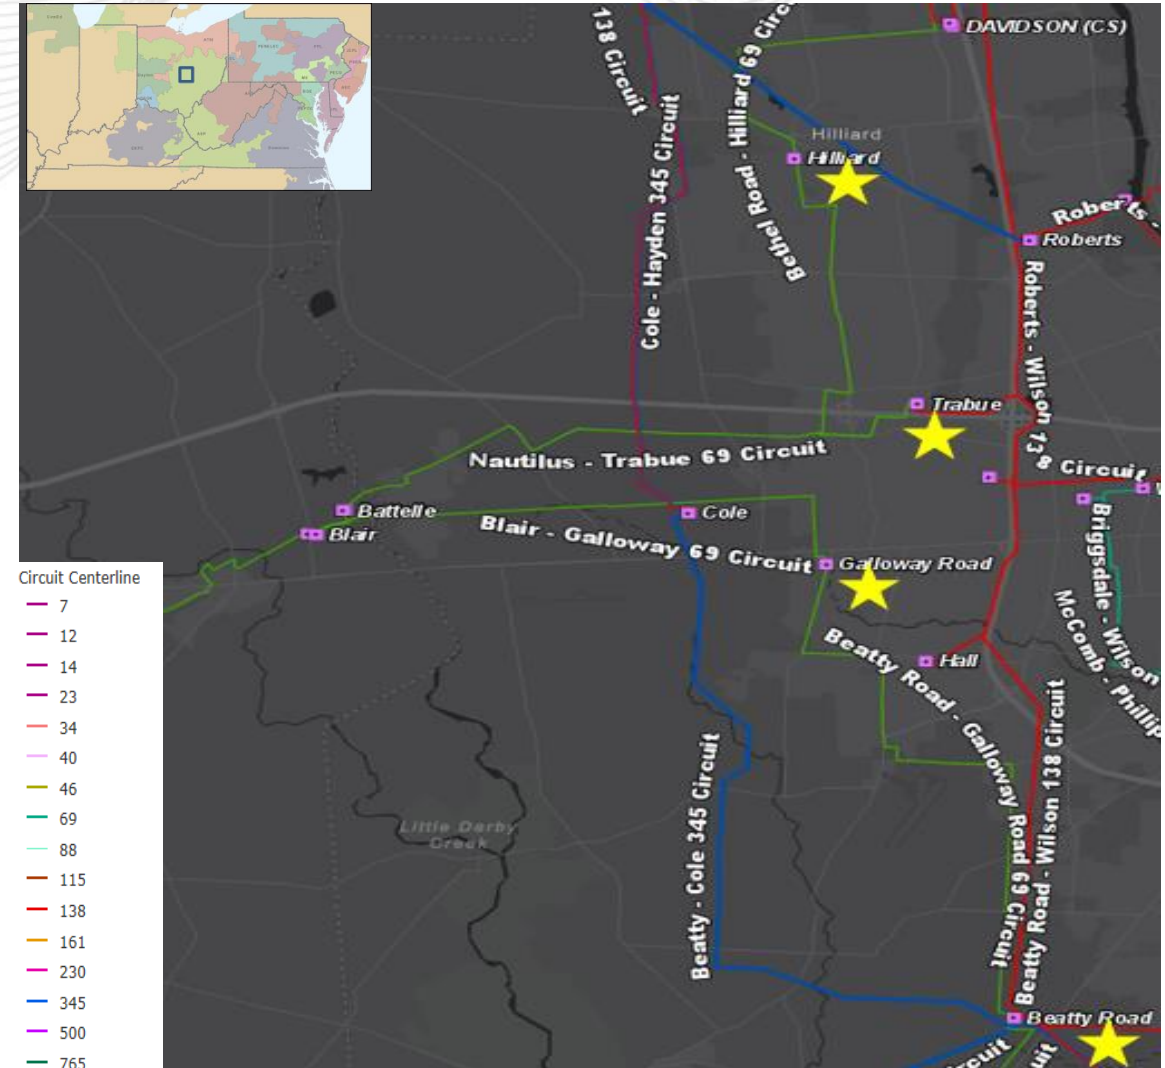 138 Circuit
DAVIDSON (CS)
Bethel Road - Hilliard 69 Circu
Cole - Hayden 345 Circuit
Hilliard
Hilliard
Roberts -
Roberts
Roberts - Wilson 138 Circuit
Trabue
Nautilus - Trabue 69 Circuit
Battelle
Blair
Cole
Blair - Galloway 69 Circuit
Galloway Road
Briggsdale - Wilson
McComb - Phillip
Hall
Beatty Road - Galloway Road 69 Circuit
Beatty Road - Wilson 138 Circuit
Beatty - Cole 345 Circuit
Little Darby
Creek
Beatty Road
rcuit
uit
Circuit Centerline
7
12
14
23
34
40
46
69
88
115
138
161
230
345
500
765